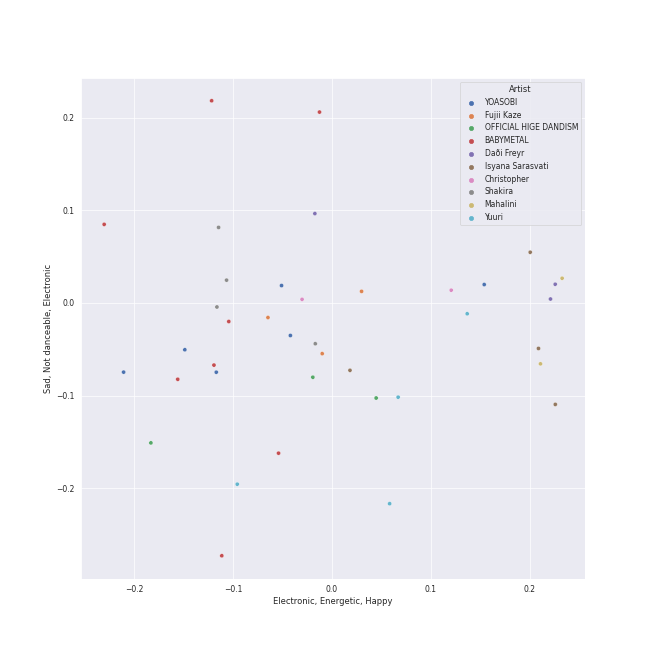 Artist
YOASOBI
Fujii Kaze
OFFICIAL HIGE DANDISM
BABYMETAL
Daði Freyr
Isyana Sarasvati
Christopher
Shakira
Mahalini
Yuuri
0.2
0.1
0.0
−0.1
−0.2
Sad, Not danceable, Electronic
−0.2 −0.1 0.0 0.1 0.2
Electronic, Energetic, Happy